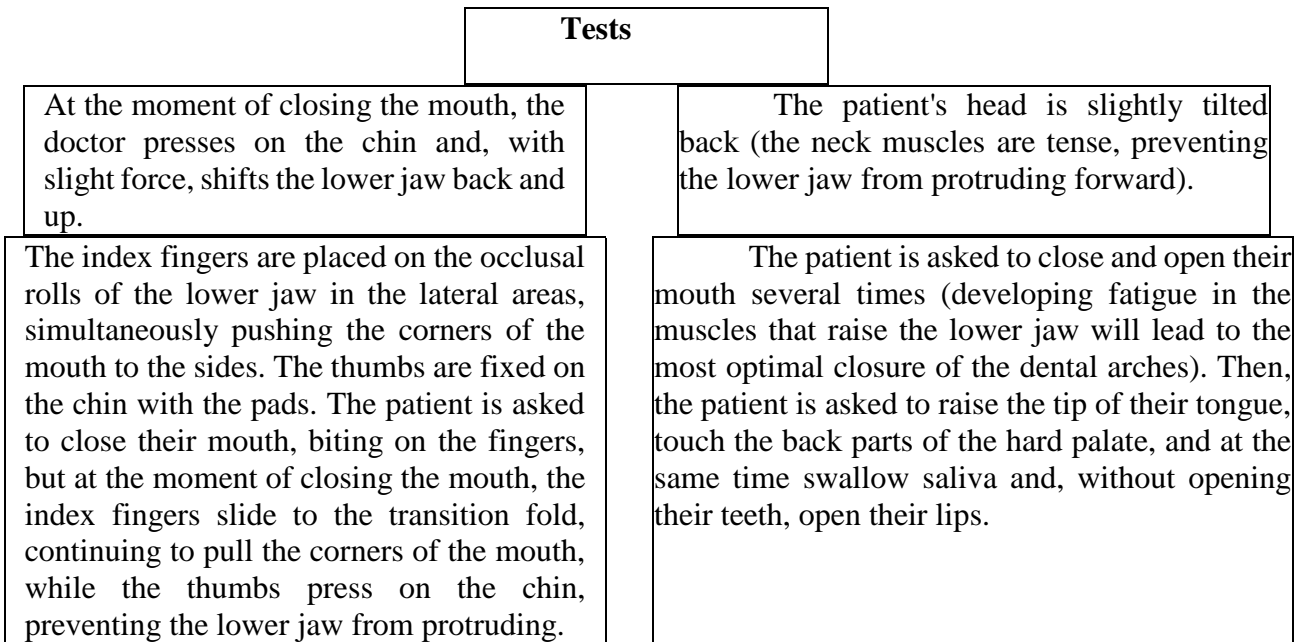 Tests
At the moment of closing the mouth, the
doctor presses on the chin and, with
slight force, shifts the lower jaw back and
up.
The patient's head is slightly tilted
back (the neck muscles are tense, preventing
the lower jaw from protruding forward).
The index fingers are placed on the occlusal
rolls of the lower jaw in the lateral areas,
simultaneously pushing the corners of the
mouth to the sides. The thumbs are fixed on
the chin with the pads. The patient is asked
to close their mouth, biting on the fingers,
but at the moment of closing the mouth, the
index fingers slide to the transition fold,
continuing to pull the corners of the mouth,
while the thumbs press on the chin,
preventing the lower jaw from protruding.
The patient is asked to close and open their
mouth several times (developing fatigue in the
muscles that raise the lower jaw will lead to the
most optimal closure of the dental arches). Then,
the patient is asked to raise the tip of their tongue,
touch the back parts of the hard palate, and at the
same time swallow saliva and, without opening
their teeth, open their lips.